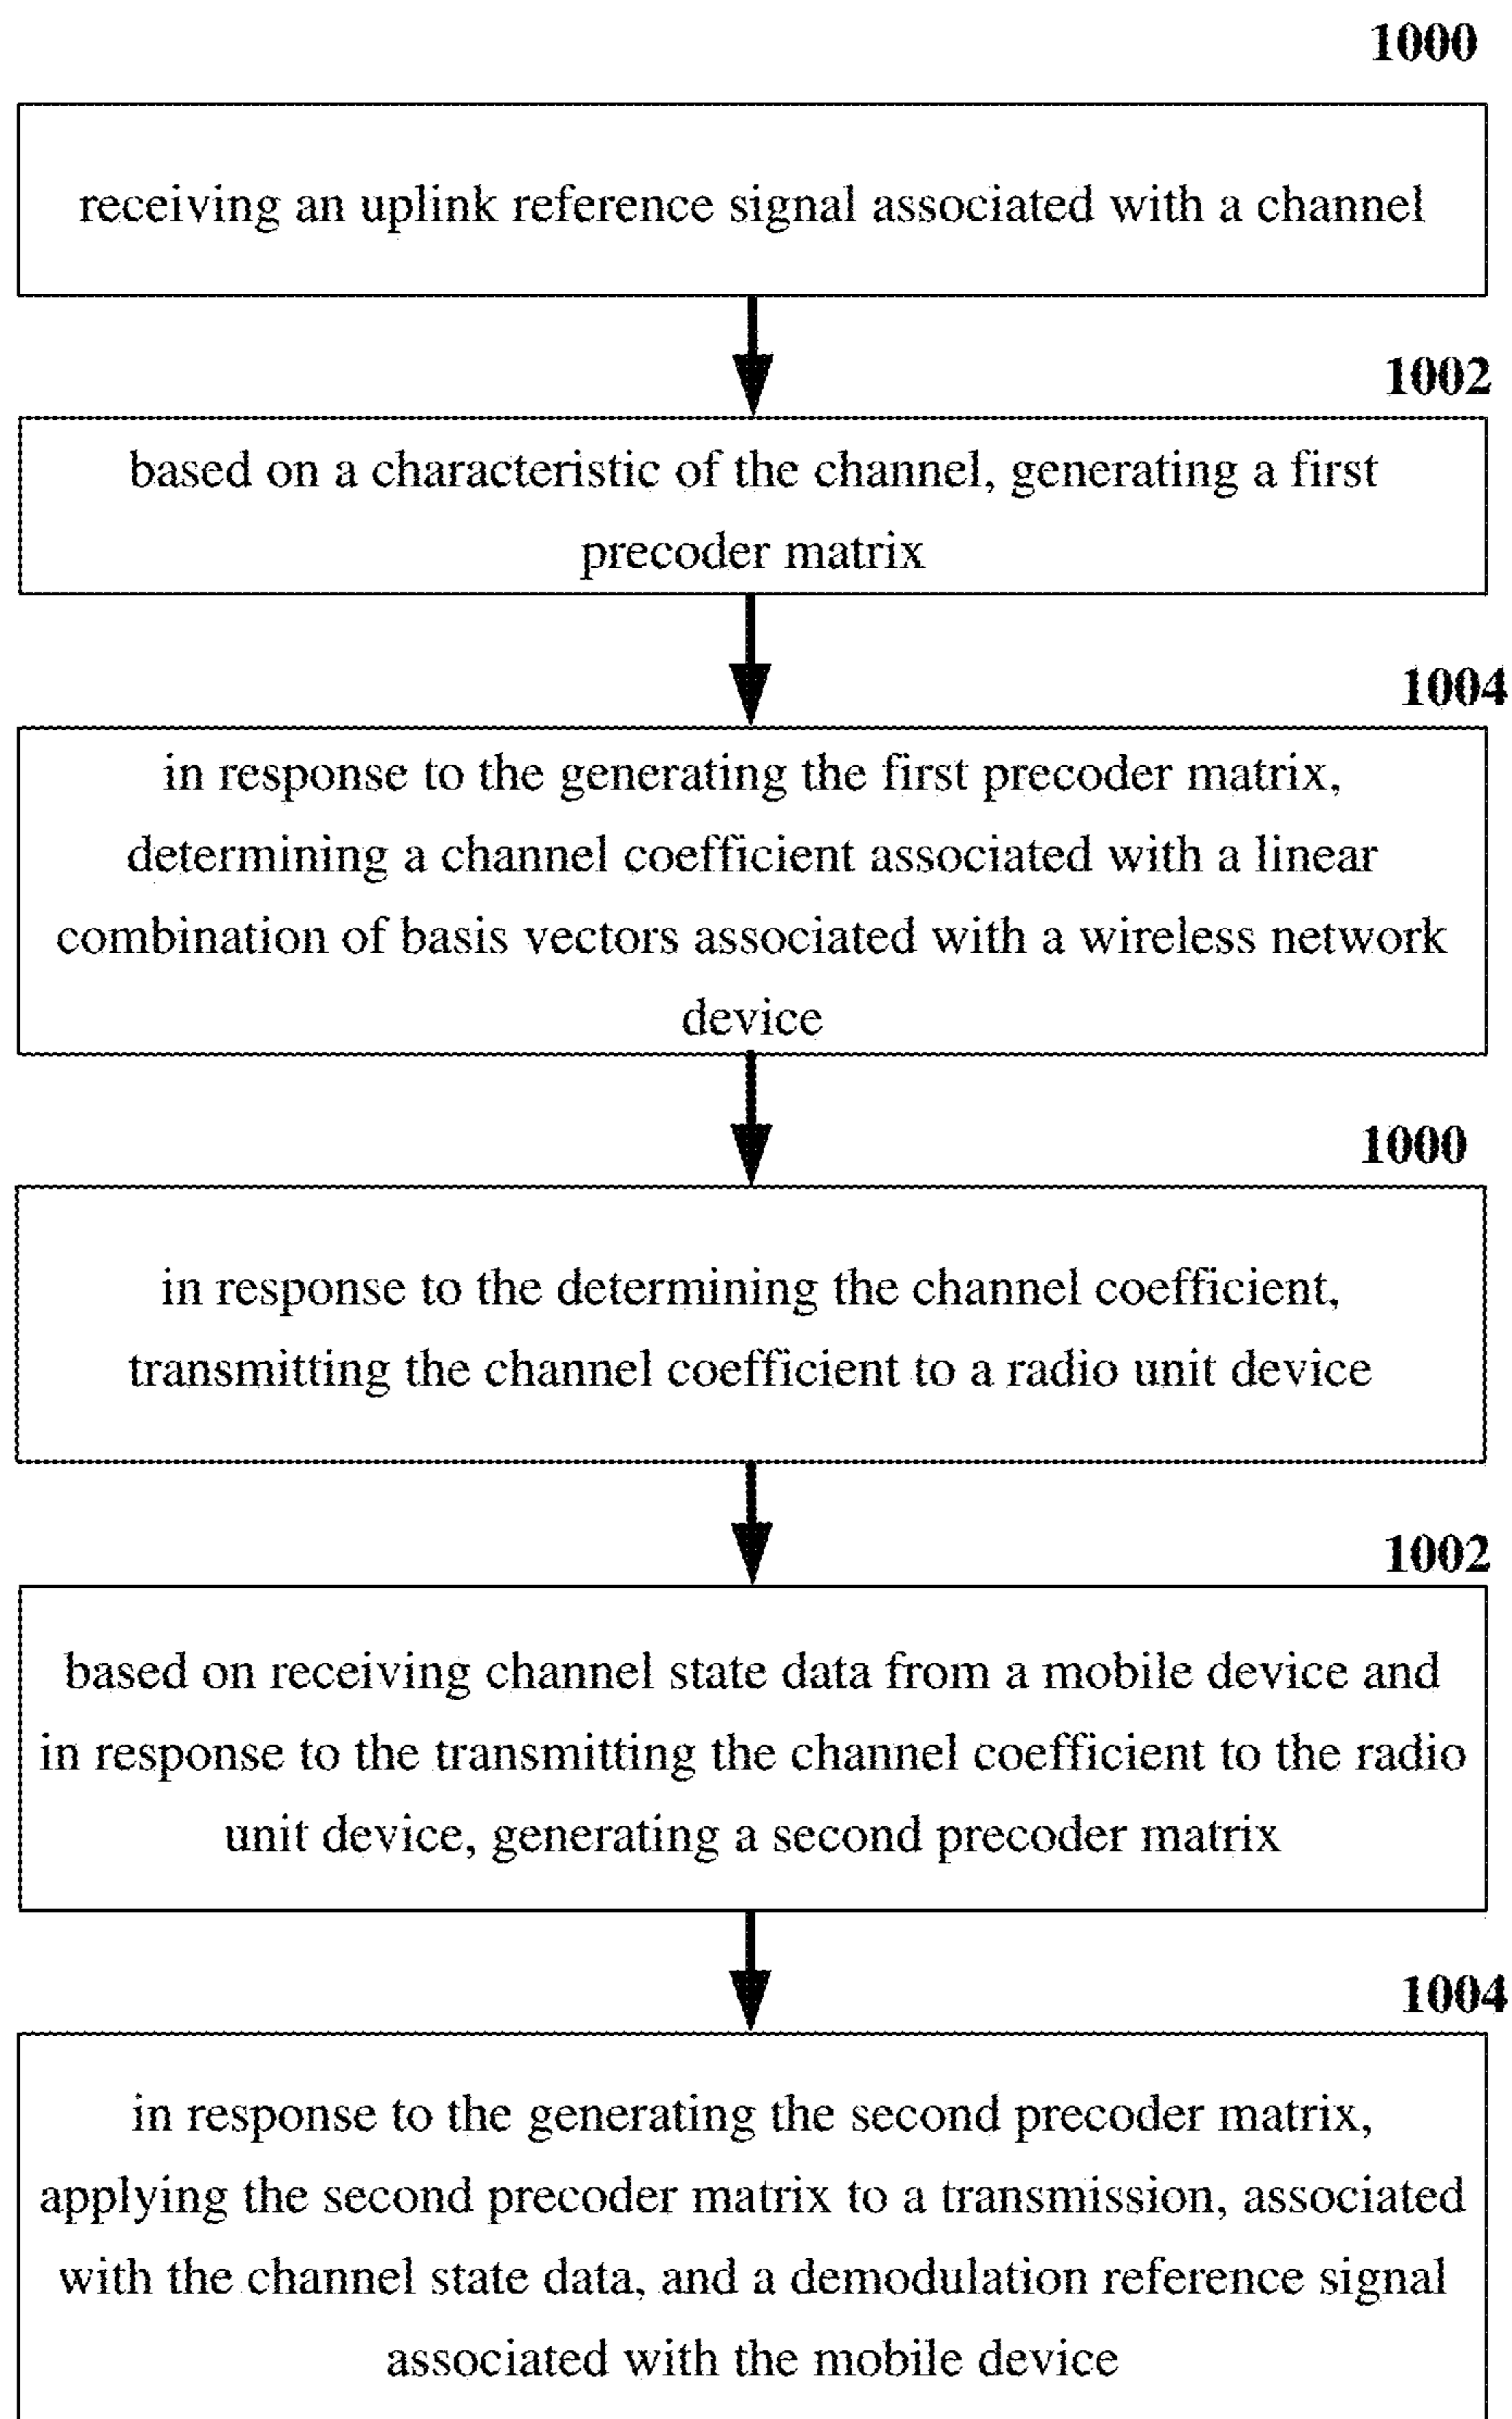 1000
receiving an uplink reference signal associated with a channel
1002
based on a characteristic of the channel, generating a first
precoder matrix
1004
in response to the generating the first precoder matrix,
determining a channel coefficient associated with a linear
combination of basis vectors associated with a wireless network
device
1000
in response to the determining the channel coefficient,
transmitting the channel coefficient to a radio unit device
1002
based on receiving channel state data from a mobile device and
in response to the transmitting the channel coefficient to the radio
unit device, generating a second precoder matrix
1004
in response to the generating the second precoder matrix,
applying the second precoder matrix to a transmission, associated
with the channel state data, and a demodulation reference signal
associated with the mobile device